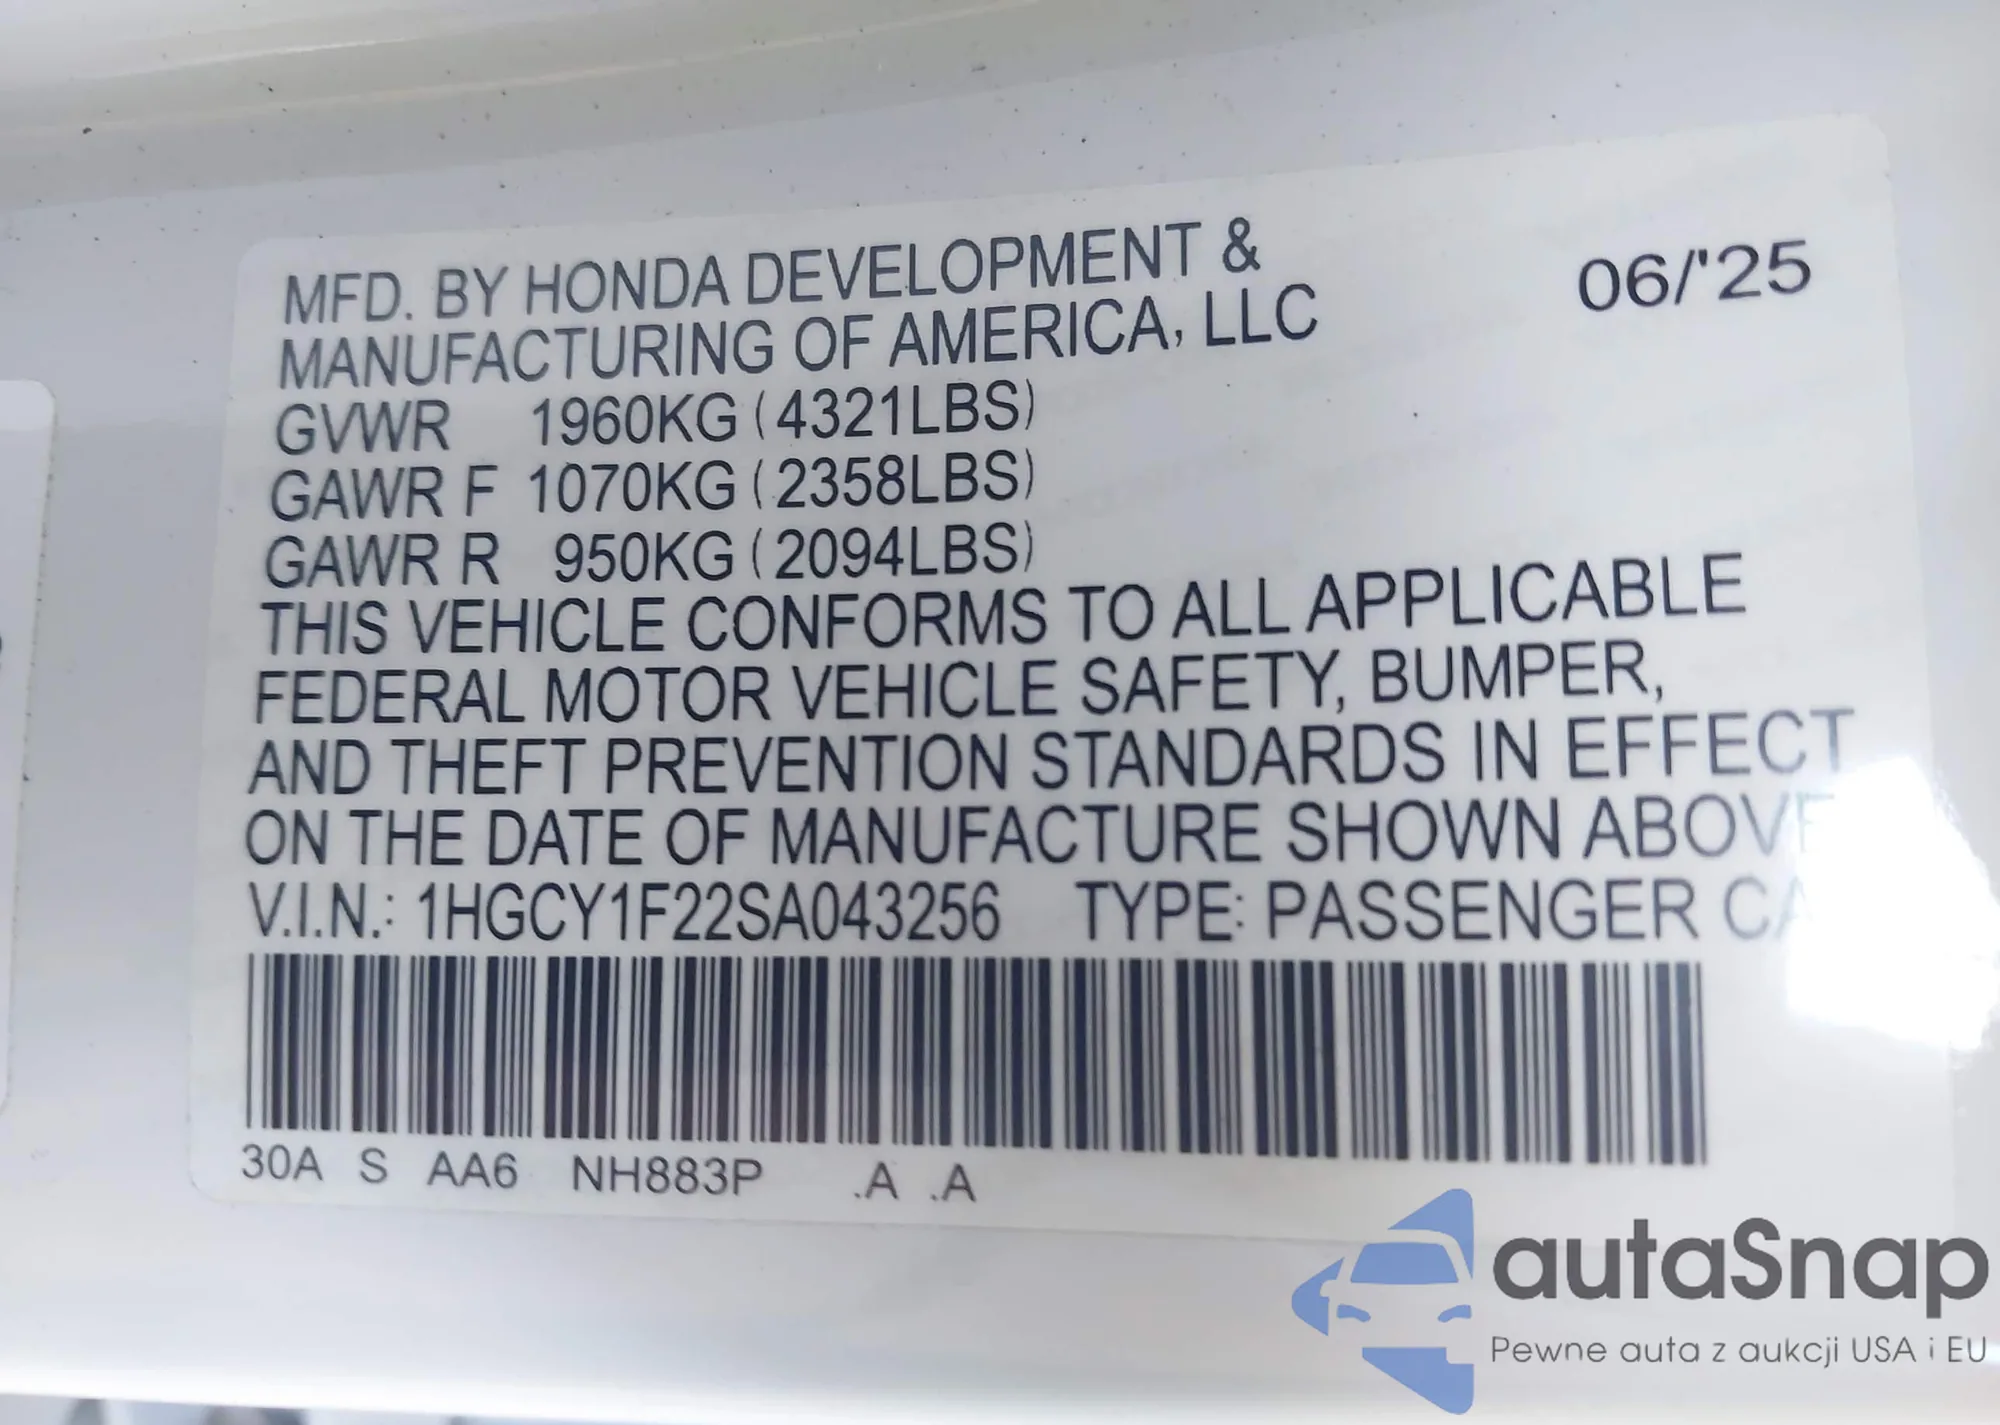 MFD. BY HONDA DEVELOPMENT &
MANUFACTURING OF AMERICA, LLC
06/'25
GVWR 1960KG (4321LBS)
GAWR F 1070KG (2358LBS)
GAWR R 950KG (2094LBS)
THIS VEHICLE CONFORMS TO ALL APPLICABLE
FEDERAL MOTOR VEHICLE SAFETY, BUMPER,
AND THEFT PREVENTION STANDARDS IN EFFECT
ON THE DATE OF MANUFACTURE SHOWN ABOVE
V.I.N.: 1HGCY1F22SA043256 TYPE: PASSENGER
30A S AA6 NH883P .A .A
autaSnap
Pewne auta z aukcji USA i EU